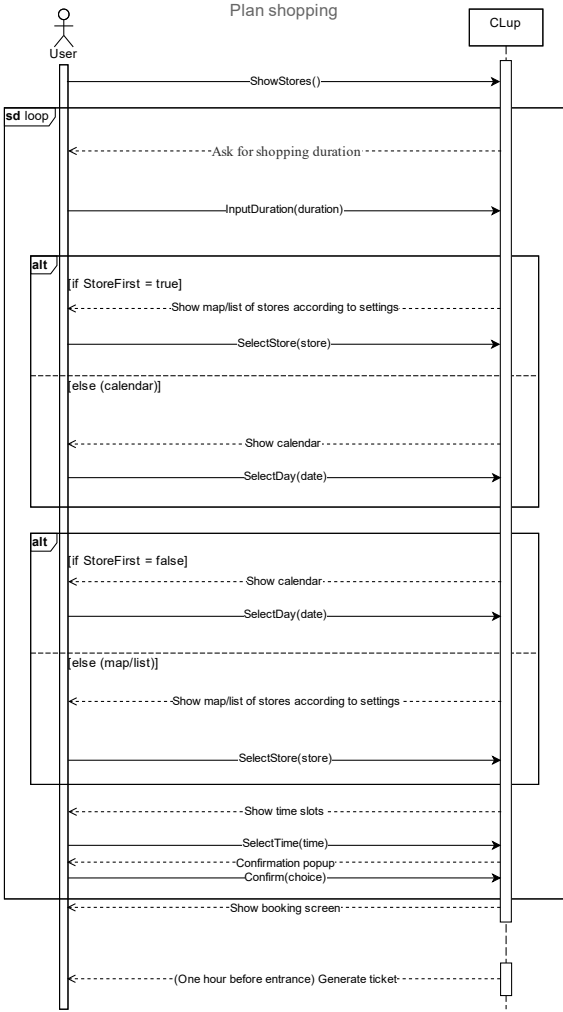 Plan shopping
User
CLup
ShowStores()
sd loop
Ask for shopping duration
InputDuration(duration)
alt
[if StoreFirst = true]
Show map/list of stores according to settings
SelectStore(store)
[else (calendar)]
Show calendar
SelectDay(date)
alt
[if StoreFirst = false]
Show calendar
SelectDay(date)
[else (map/list)]
Show map/list of stores according to settings
SelectStore(store)
Show time slots
SelectTime(time)
Confirmation popup
Confirm(choice)
Show booking screen
(One hour before entrance) Generate ticket